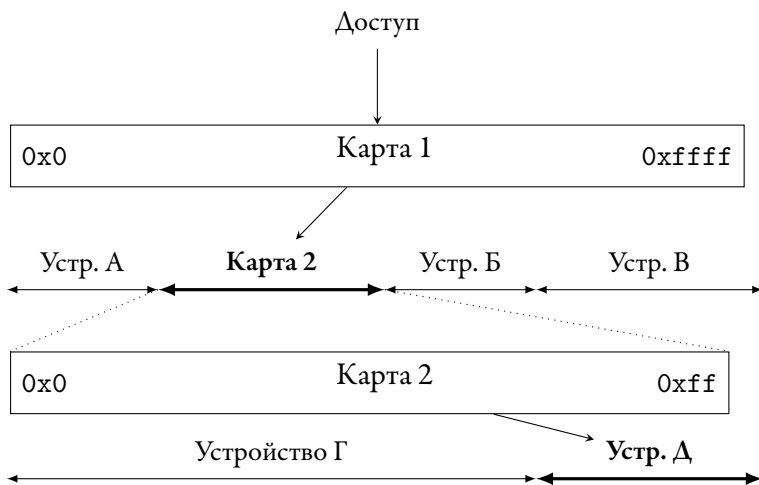 Доступ
0x0 Карта 1 0xffff
Устр. А Карта 2 Устр. Б Устр. В
0x0 Карта 2 0xff
Устройство Г Устр. Д